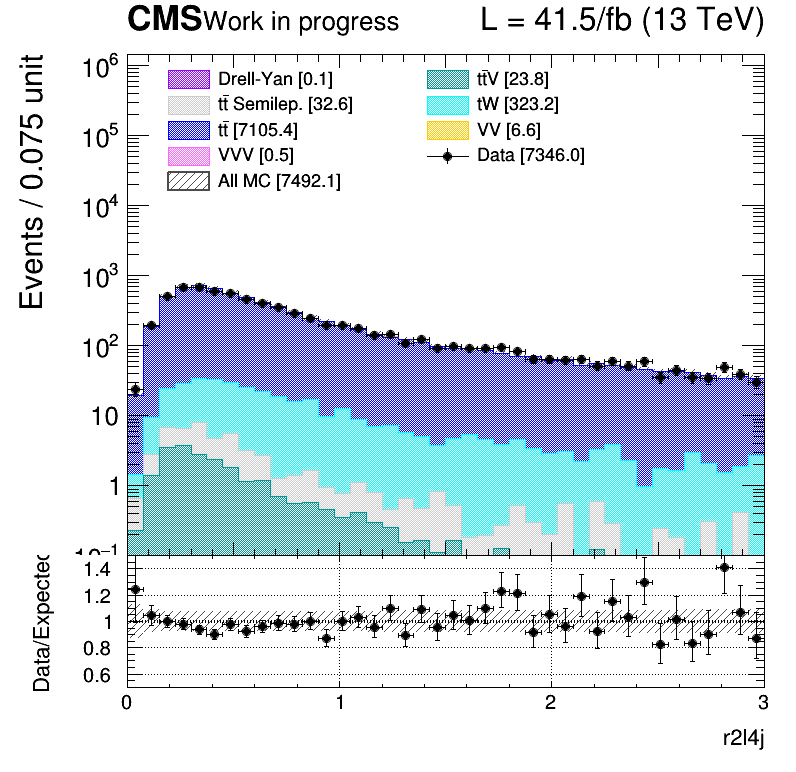 CMS Work in progress L = 41.5/fb (13 TeV)
Events / 0.075 unit
10⁶
10⁵
10⁴
10³
10²
10
1
10⁻¹
Drell-Yan [0.1]
tt̄ Semilep. [32.6]
tt̄ [7105.4]
VVV [0.5]
All MC [7492.1]
tt̄V [23.8]
tW [323.2]
VV [6.6]
Data [7346.0]
Data/Expected
1.4
1.2
1
0.8
0.6
0 1 2 3
r2l4j